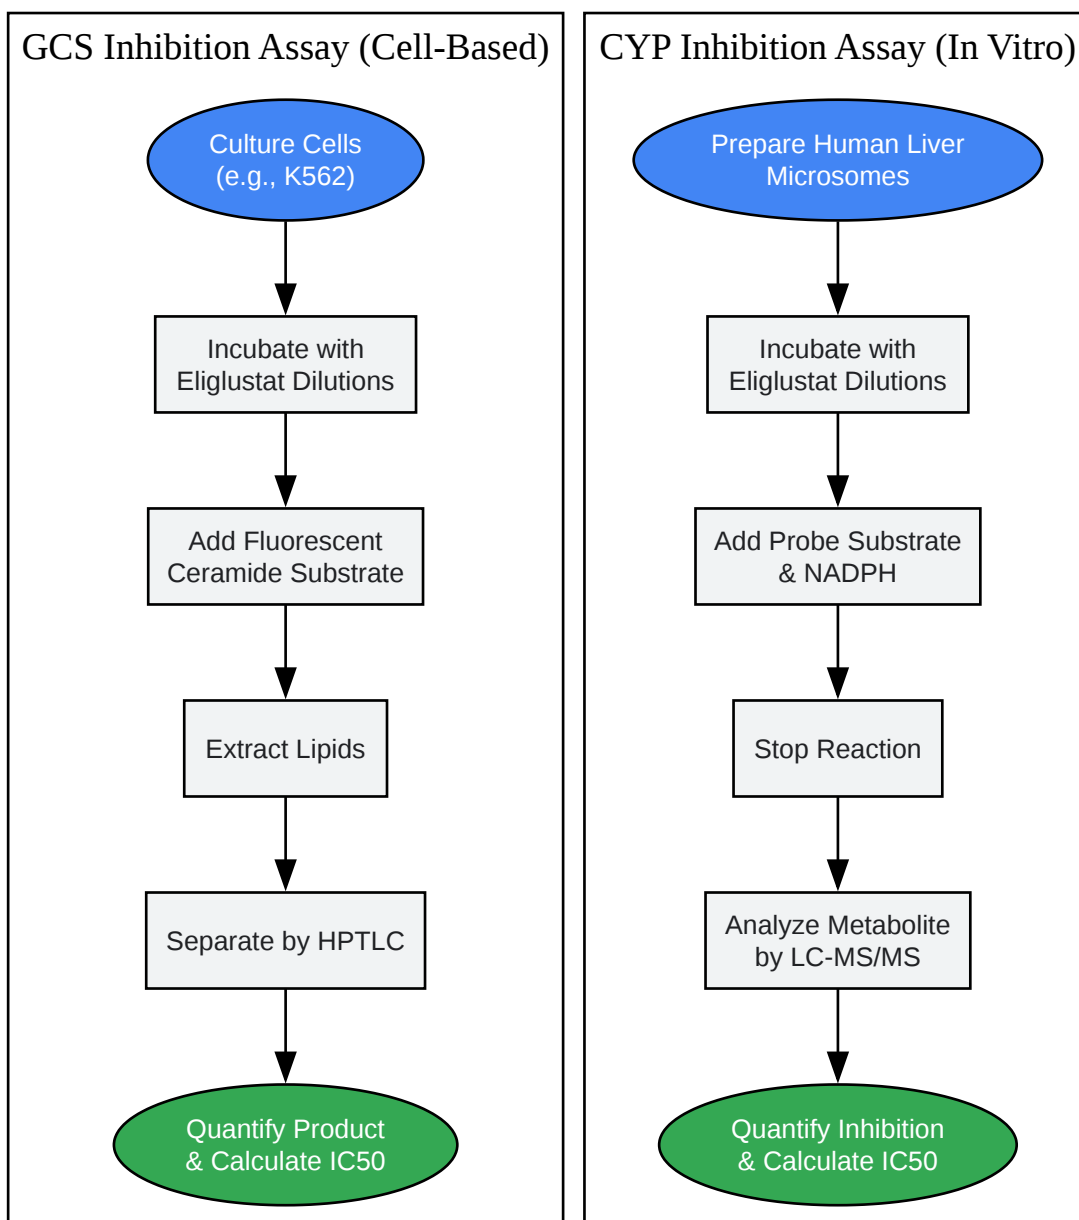 GCS Inhibition Assay (Cell-Based)
Culture Cells
(e.g., K562)
Incubate with
Eliglustat Dilutions
Add Fluorescent
Ceramide Substrate
Extract Lipids
Separate by HPTLC
Quantify Product
& Calculate IC50
CYP Inhibition Assay (In Vitro)
Prepare Human Liver
Microsomes
Incubate with
Eliglustat Dilutions
Add Probe Substrate
& NADPH
Stop Reaction
Analyze Metabolite
by LC-MS/MS
Quantify Inhibition
& Calculate IC50